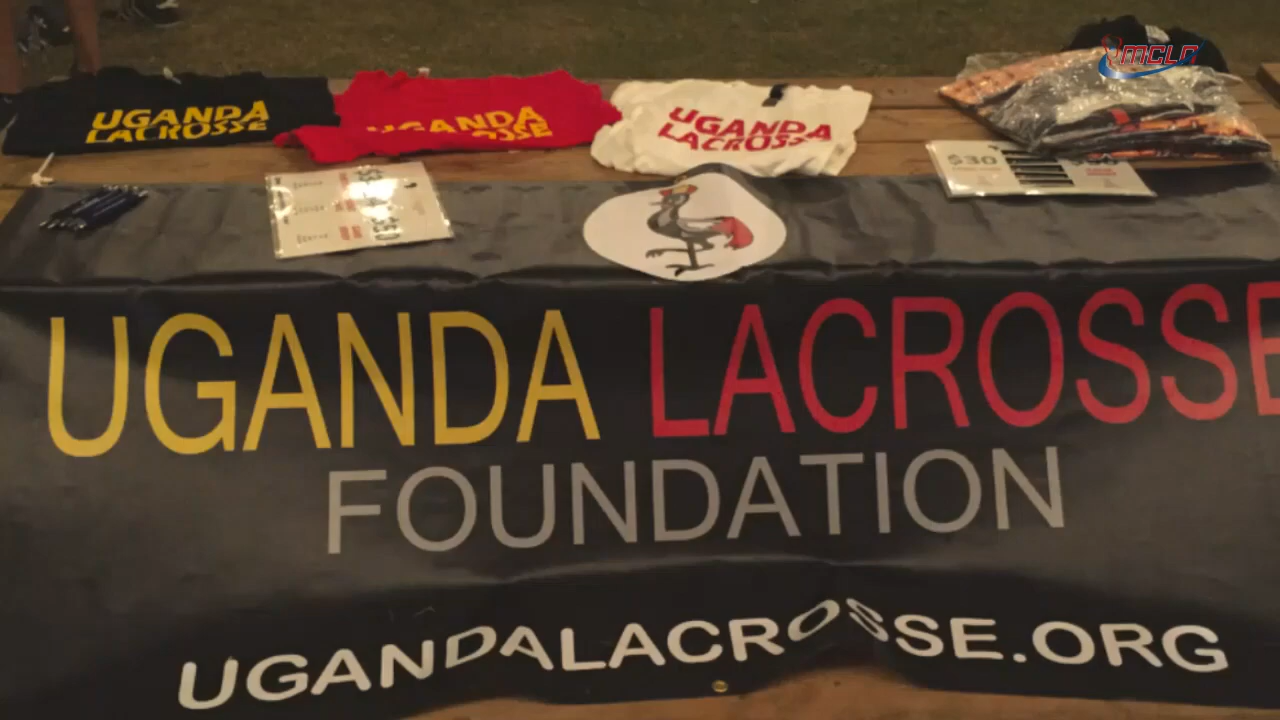 MCLA
UGANDA
LACROSSE
UGANDA
LACROSSE
UGANDA
LACROSSE
$30
UGANDA LACROSSE
FOUNDATION
UGANDALACROSSE.ORG